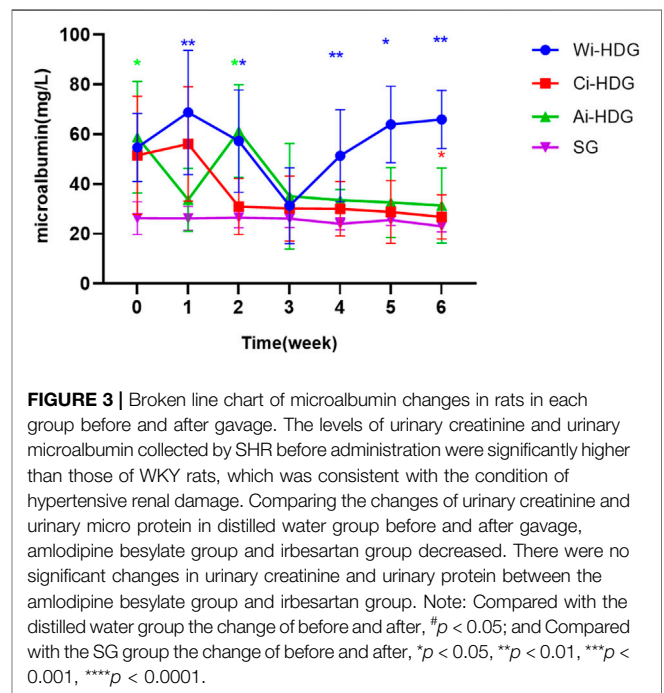 100
80
60
40
20
0
microalbumin(mg/L)
* ** ** ** * **
*
0 1 2 3 4 5 6
Time(week)
Wi-HDG
Ci-HDG
Ai-HDG
SG
FIGURE 3 | Broken line chart of microalbumin changes in rats in each
group before and after gavage. The levels of urinary creatinine and urinary
microalbumin collected by SHR before administration were significantly higher
than those of WKY rats, which was consistent with the condition of
hypertensive renal damage. Comparing the changes of urinary creatinine and
urinary micro protein in distilled water group before and after gavage,
amlodipine besylate group and irbesartan group decreased. There were no
significant changes in urinary creatinine and urinary protein between the
amlodipine besylate group and irbesartan group. Note: Compared with the
distilled water group the change of before and after, #p < 0.05; and Compared
with the SG group the change of before and after, *p < 0.05, **p < 0.01, ***p <
0.001, ****p < 0.0001.